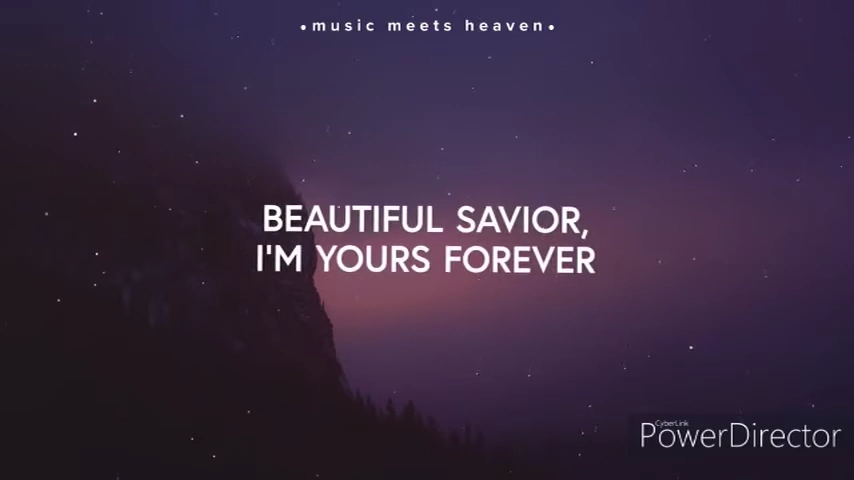 •music meets heaven•
BEAUTIFUL SAVIOR,
I'M YOURS FOREVER
CyberLink
PowerDirector